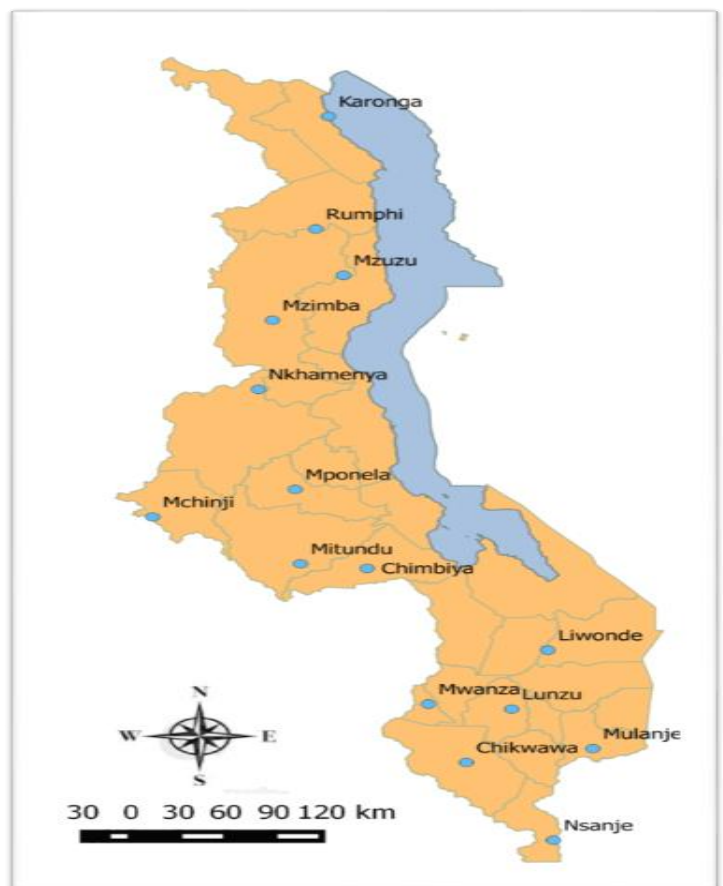 Karonga
Rumphi
Mzuzu
Mzimba
Nkhamenya
Mponela
Mchinji
Mitundu
Chimbiya
Liwonde
Mwanza
Lunzu
Mulanje
Chikwawa
Nsanje
N
W E
S
30 0 30 60 90 120 km